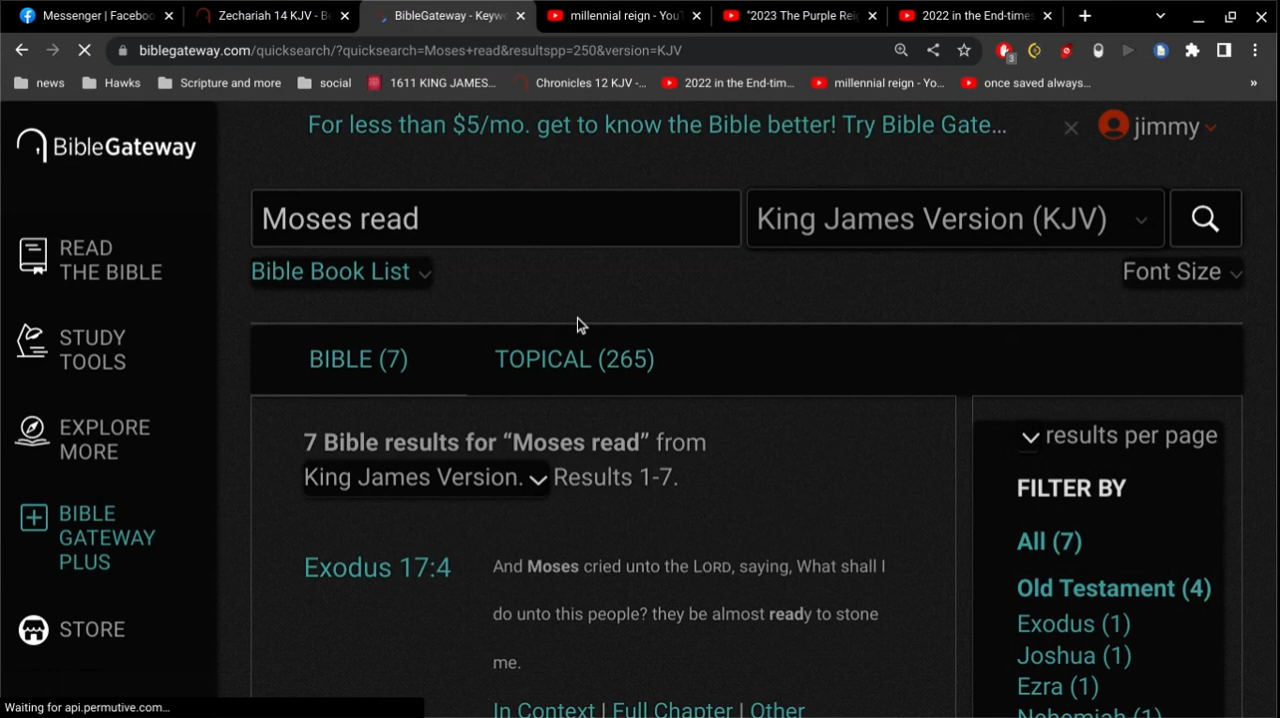 Messenger | Faceboo
Zechariah 14 KJV - B
BibleGateway - Keyw
millennial reign - YouT
"2023 The Purple Rei
2022 in the End-times
biblegateway.com/quicksearch/?quicksearch=Moses+read&resultspp=250&version=KJV
3
news
Hawks
Scripture and more
social
1611 KING JAMES...
Chronicles 12 KJV -...
2022 in the End-tim...
millennial reign - Yo...
once saved always...
»
BibleGateway
For less than $5/mo. get to know the Bible better! Try Bible Gate...
jimmy
Moses read
King James Version (KJV)
Bible Book List
Font Size
READ
THE BIBLE
STUDY
TOOLS
EXPLORE
MORE
BIBLE
GATEWAY
PLUS
STORE
BIBLE (7)
TOPICAL (265)
7 Bible results for “Moses read” from
King James Version. Results 1-7.
Exodus 17:4
And Moses cried unto the LORD, saying, What shall I
do unto this people? they be almost ready to stone
me.
In Context | Full Chapter | Other
results per page
FILTER BY
All (7)
Old Testament (4)
Exodus (1)
Joshua (1)
Ezra (1)
Nehemiah (1)
Waiting for api.permutive.com...